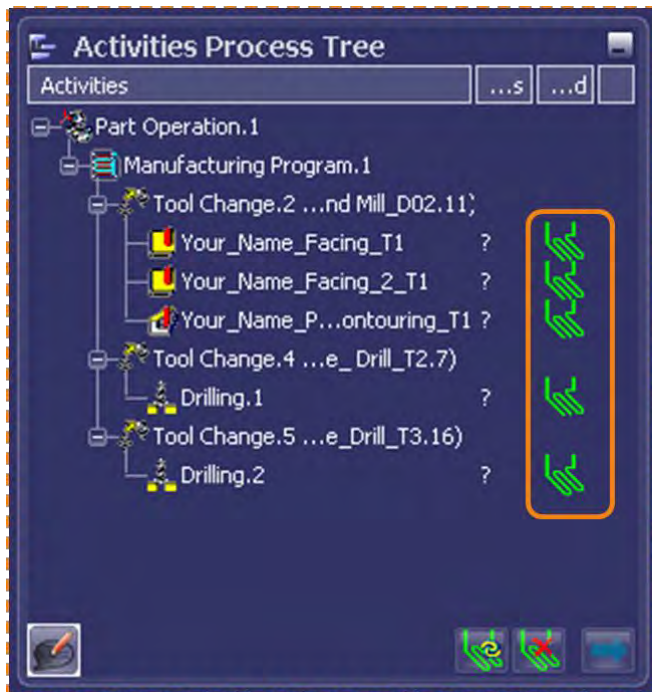 Activities Process Tree
Activities ...s ...d
Part Operation.1
Manufacturing Program.1
Tool Change.2 ...nd Mill_D02.11)
Your_Name_Facing_T1 ?
Your_Name_Facing_2_T1 ?
Your_Name_P...ontouring_T1 ?
Tool Change.4 ...e_ Drill_T2.7)
Drilling.1 ?
Tool Change.5 ...e_Drill_T3.16)
Drilling.2 ?